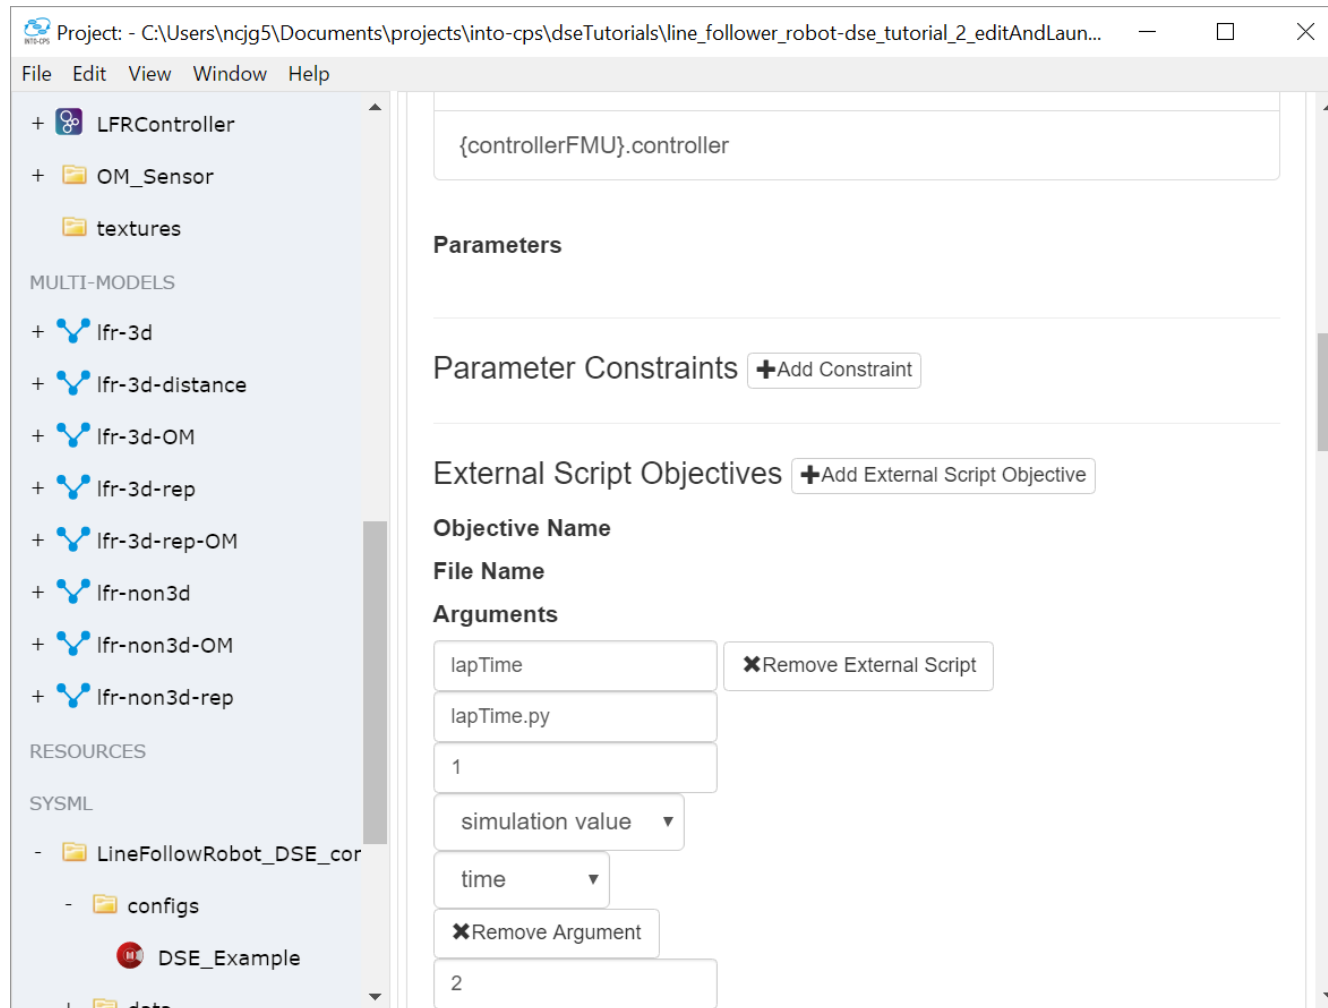 Project: - C:\Users\ncjg5\Documents\projects\into-cps\dseTutorials\line_follower_robot-dse_tutorial_2_editAndLaun...
File Edit View Window Help
+ LFRController
+ OM_Sensor
textures
MULTI-MODELS
+ lfr-3d
+ lfr-3d-distance
+ lfr-3d-OM
+ lfr-3d-rep
+ lfr-3d-rep-OM
+ lfr-non3d
+ lfr-non3d-OM
+ lfr-non3d-rep
RESOURCES
SYSML
- LineFollowRobot_DSE_cor
- configs
DSE_Example
{controllerFMU}.controller
Parameters
Parameter Constraints +Add Constraint
External Script Objectives +Add External Script Objective
Objective Name
File Name
Arguments
lapTime ✖Remove External Script
lapTime.py
1
simulation value
time
✖Remove Argument
2